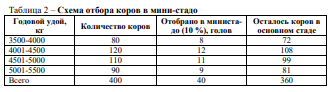 Таблица 2 – Схема отбора коров в мини-стадо
Годовой удой, кг | Количество коров | Отобрано в министа-до (10 %), голов | Осталось коров в основном стаде
3500-4000 | 80 | 8 | 72
4001-4500 | 120 | 12 | 108
4501-5000 | 110 | 11 | 99
5001-5500 | 90 | 9 | 81
Всего | 400 | 40 | 360